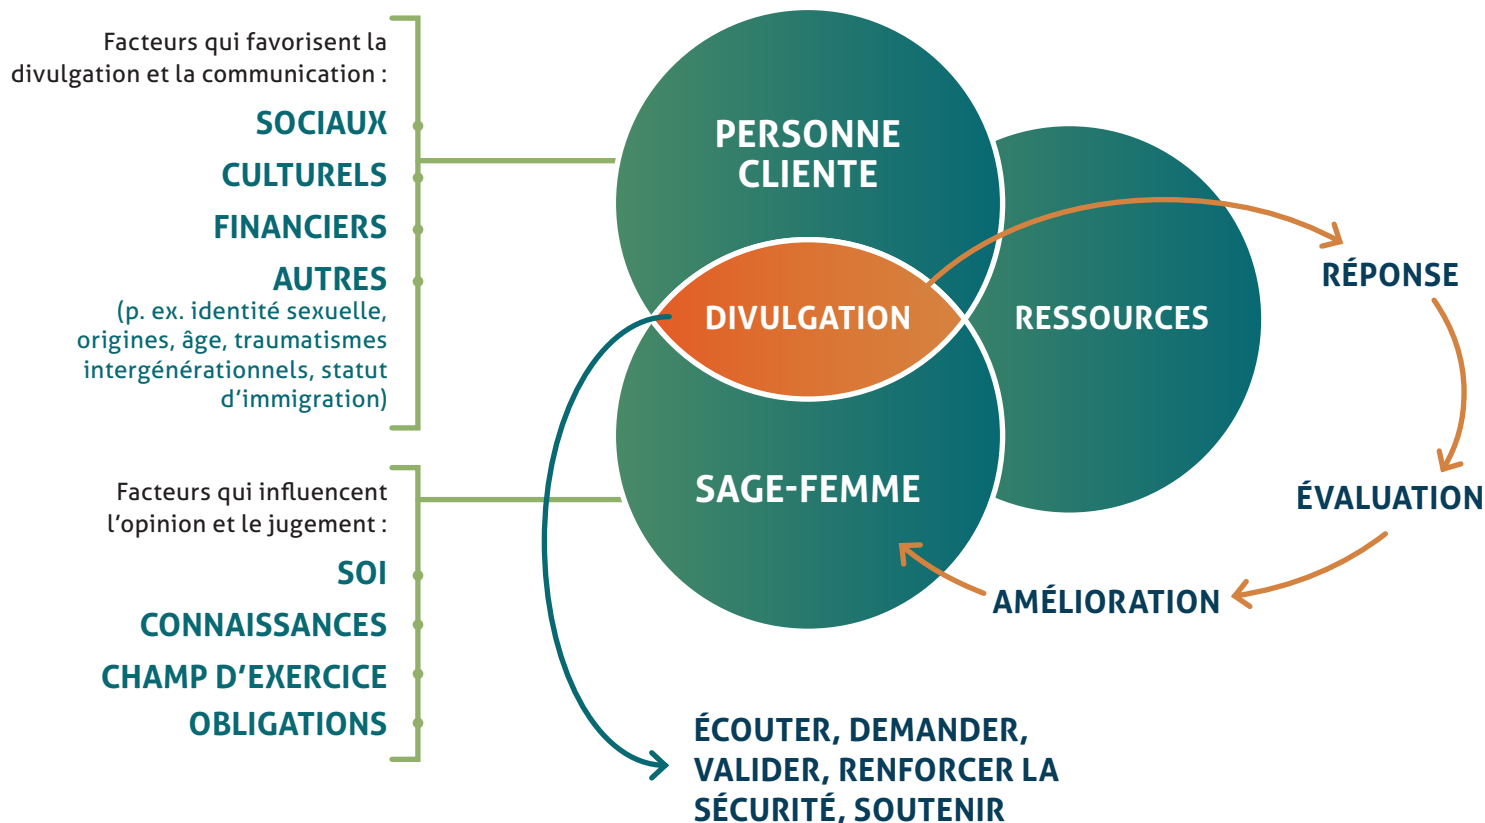 Facteurs qui favorisent la
divulgation et la communication :
SOCIAUX
CULTURELS
FINANCIERS
AUTRES
(p. ex. identité sexuelle,
origines, âge, traumatismes
intergénérationnels, statut
d’immigration)
Facteurs qui influencent
l’opinion et le jugement :
SOI
CONNAISSANCES
CHAMP D’EXERCICE
OBLIGATIONS
PERSONNE
CLIENTE
DIVULGATION
RESSOURCES
SAGE-FEMME
RÉPONSE
ÉVALUATION
AMÉLIORATION
ÉCOUTER, DEMANDER,
VALIDER, RENFORCER LA
SÉCURITÉ, SOUTENIR